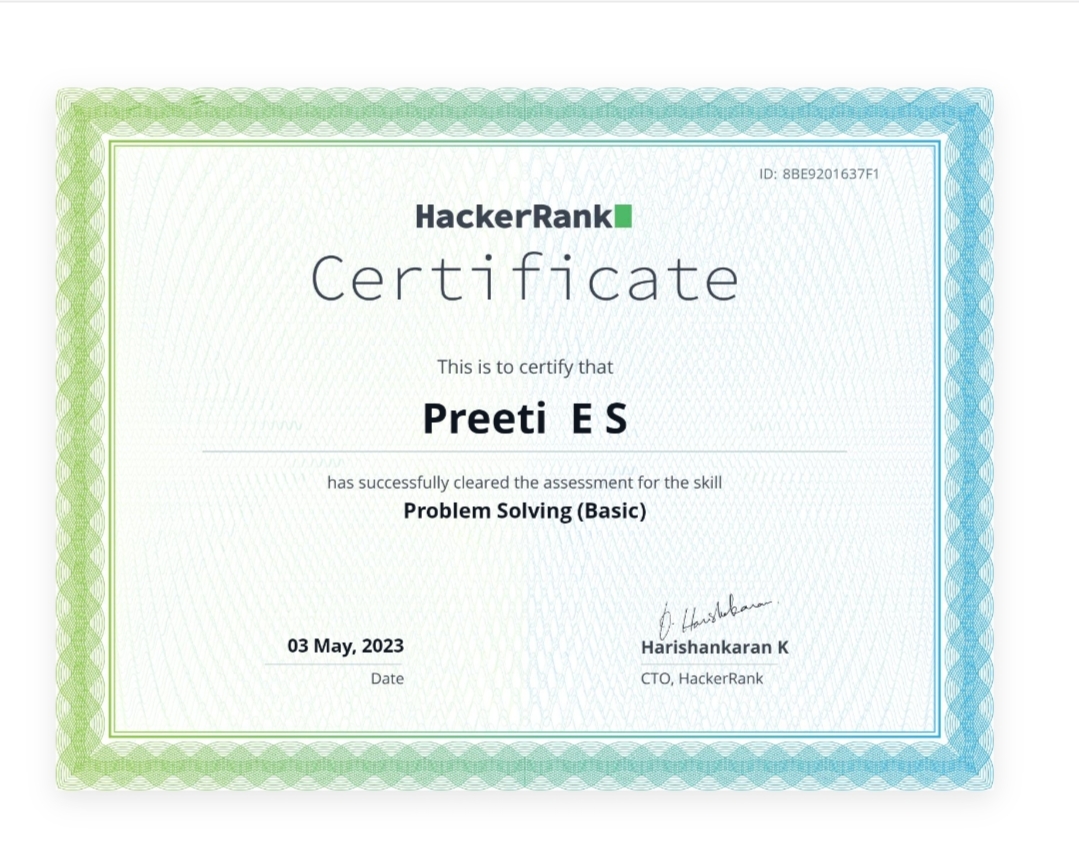 ID: 8BE9201637F1
HackerRank
Certificate
This is to certify that
Preeti E S
has successfully cleared the assessment for the skill
Problem Solving (Basic)
03 May, 2023
Date
Harishankaran K
CTO, HackerRank